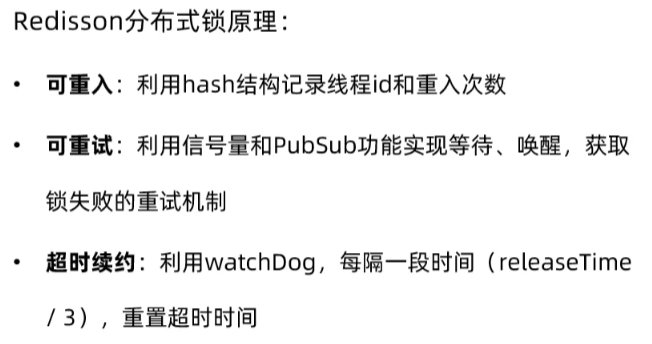 Redisson分布式锁原理：
• 可重入：利用hash结构记录线程id和重入次数
• 可重试：利用信号量和PubSub功能实现等待、唤醒，获取
锁失败的重试机制
• 超时续约：利用watchDog，每隔一段时间（releaseTime
/ 3），重置超时时间